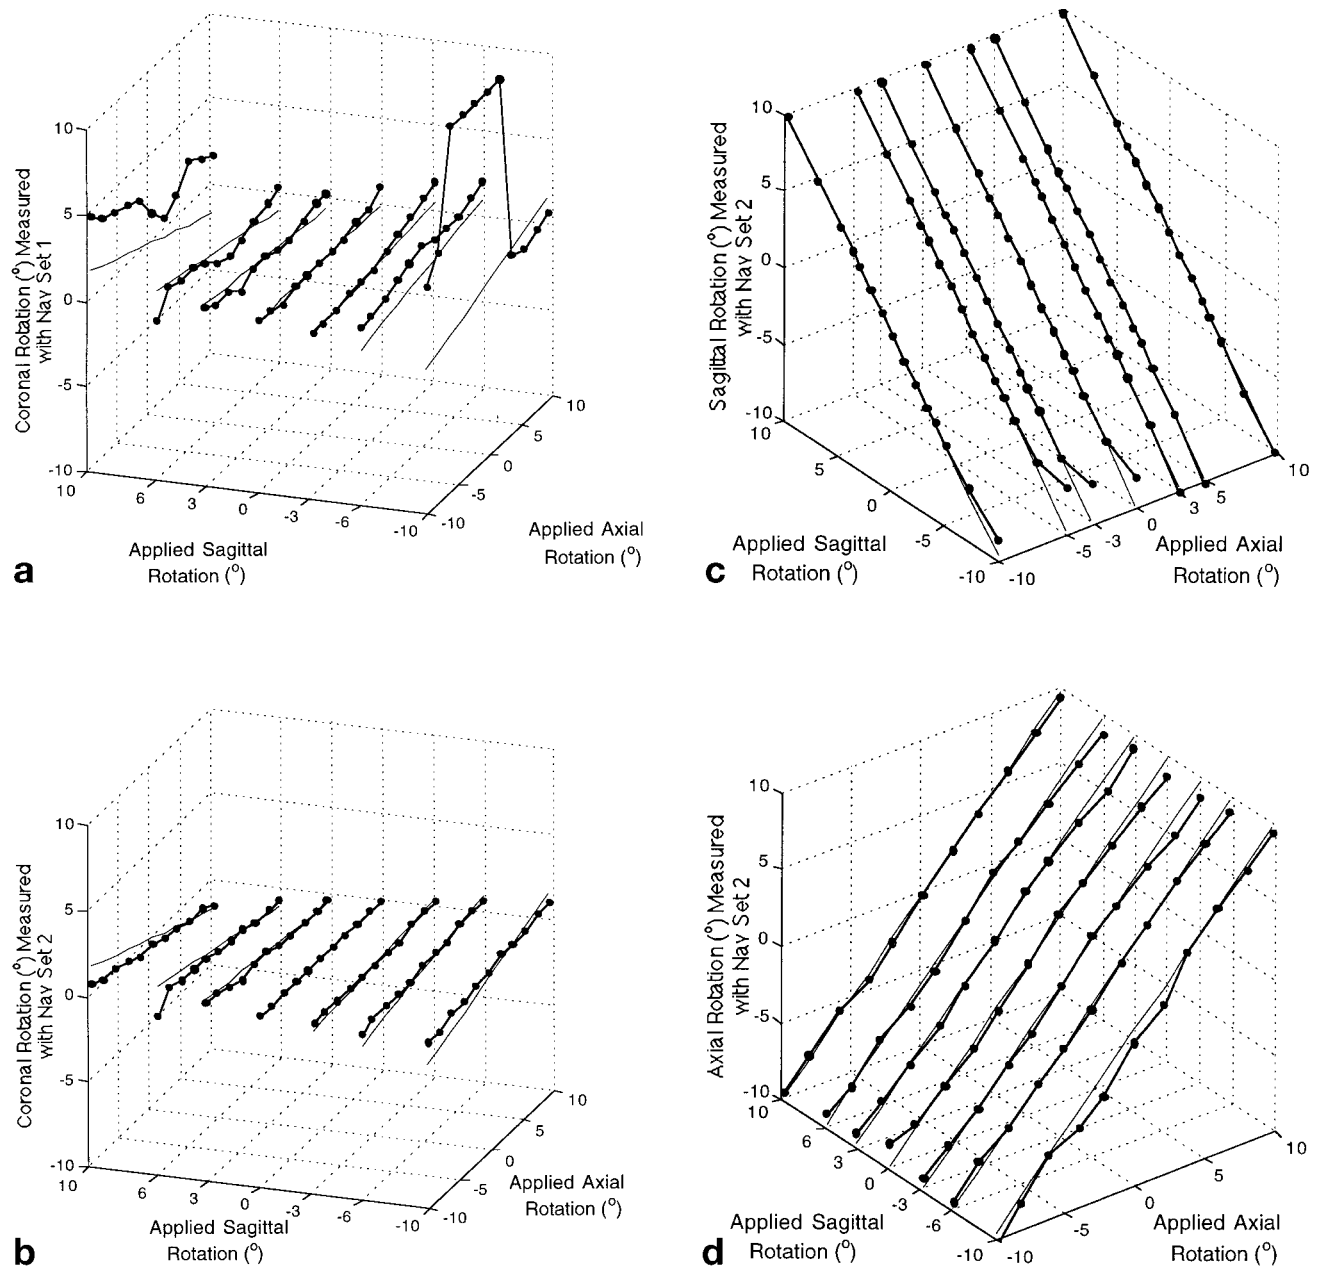 10
5
0
-5
-10
Coronal Rotation (°) Measured
with Nav Set 1
10
6
3
0
-3
-6
-10
-10
-5
0
5
10
Applied Sagittal
Rotation (°)
Applied Axial
Rotation (°)
a
10
5
0
-5
-10
Sagittal Rotation (°) Measured
with Nav Set 2
10
5
0
-5
-10
-10
-5
-3
0
3
5
10
Applied Sagittal
Rotation (°)
Applied Axial
Rotation (°)
c
10
5
0
-5
-10
Coronal Rotation (°) Measured
with Nav Set 2
10
6
3
0
-3
-6
-10
-10
-5
0
5
10
Applied Sagittal
Rotation (°)
Applied Axial
Rotation (°)
b
10
5
0
-5
-10
Axial Rotation (°) Measured
with Nav Set 2
10
6
3
0
-3
-6
-10
-10
-5
0
5
10
Applied Sagittal
Rotation (°)
Applied Axial
Rotation (°)
d